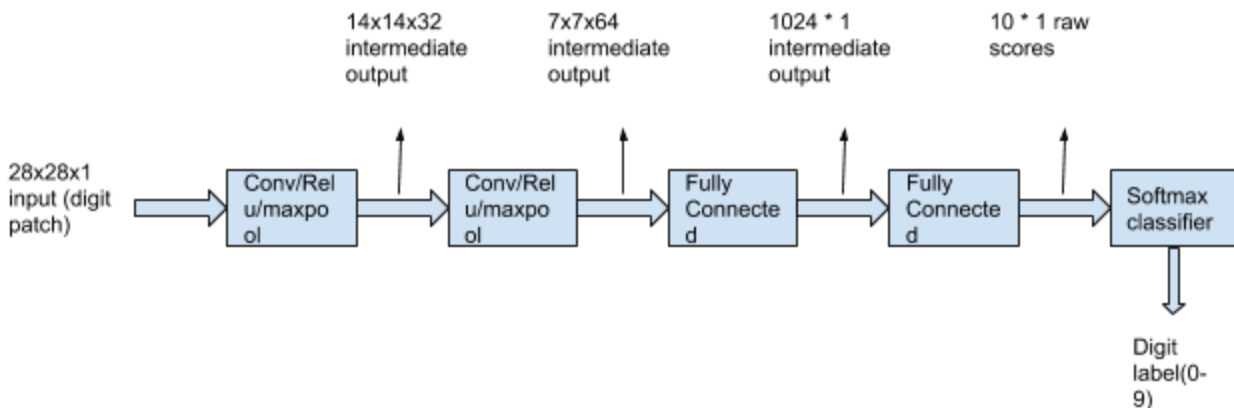 14x14x32
intermediate
output
7x7x64
intermediate
output
1024 * 1
intermediate
output
10 * 1 raw
scores
28x28x1
input (digit
patch)
Conv/Rel
u/maxpo
ol
Conv/Rel
u/maxpo
ol
Fully
Connecte
d
Fully
Connecte
d
Softmax
classifier
Digit
label(0-
9)